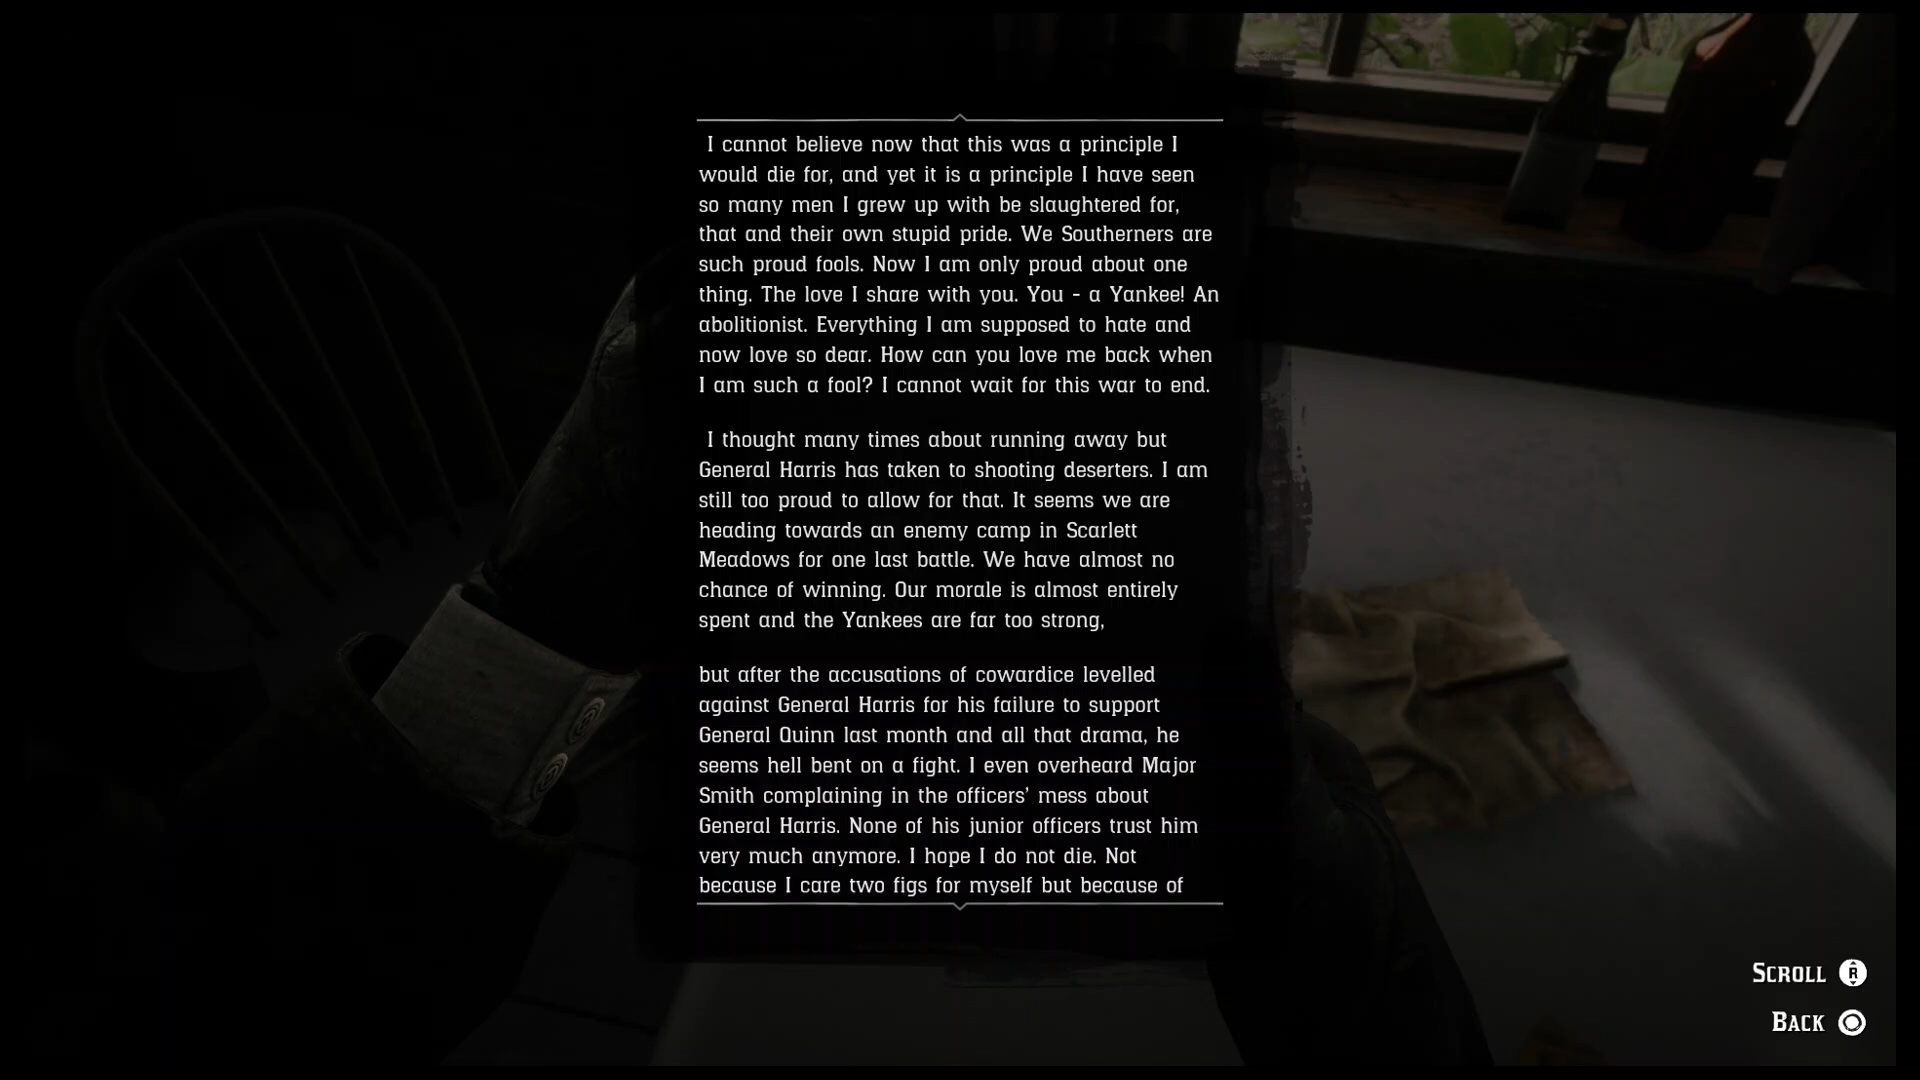 I cannot believe now that this was a principle I
would die for, and yet it is a principle I have seen
so many men I grew up with be slaughtered for,
that and their own stupid pride. We Southerners are
such proud fools. Now I am only proud about one
thing. The love I share with you. You - a Yankee! An
abolitionist. Everything I am supposed to hate and
now love so dear. How can you love me back when
I am such a fool? I cannot wait for this war to end.
I thought many times about running away but
General Harris has taken to shooting deserters. I am
still too proud to allow for that. It seems we are
heading towards an enemy camp in Scarlett
Meadows for one last battle. We have almost no
chance of winning. Our morale is almost entirely
spent and the Yankees are far too strong,
but after the accusations of cowardice levelled
against General Harris for his failure to support
General Quinn last month and all that drama, he
seems hell bent on a fight. I even overheard Major
Smith complaining in the officers’ mess about
General Harris. None of his junior officers trust him
very much anymore. I hope I do not die. Not
because I care two figs for myself but because of
SCROLL R
BACK